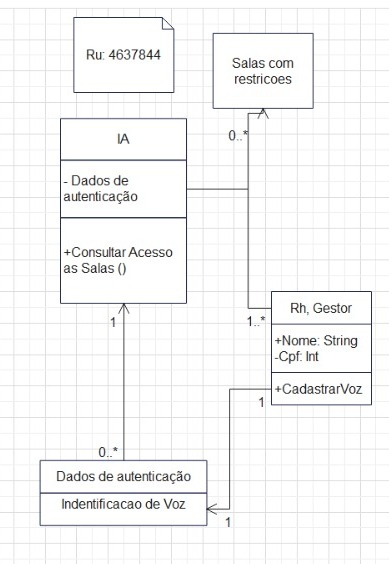 Ru: 4637844
Salas com
restricoes
0..*
IA
- Dados de
autenticação
+Consultar Acesso
as Salas ()
1
1..*
Rh, Gestor
+Nome: String
-Cpf: Int
+CadastrarVoz
1
0..*
Dados de autenticação
Indentificacao de Voz
1